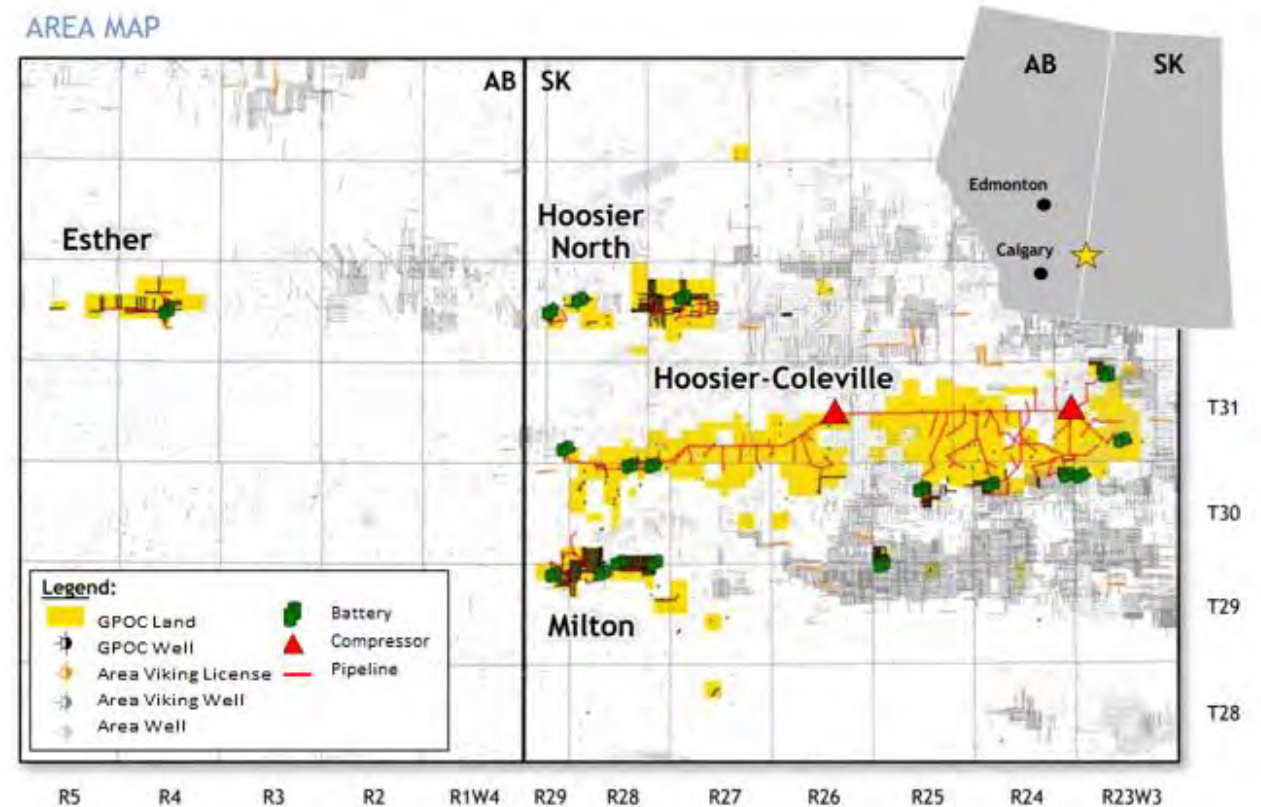 AREA MAP
AB SK
AB SK
Edmonton
Calgary
Esther
Hoosier
North
Hoosier-Coleville
Milton
T31
T30
T29
T28
Legend:
GPOC Land
GPOC Well
Area Viking License
Area Viking Well
Area Well
Battery
Compressor
Pipeline
R5 R4 R3 R2 R1W4 R29 R28 R27 R26 R25 R24 R23W3